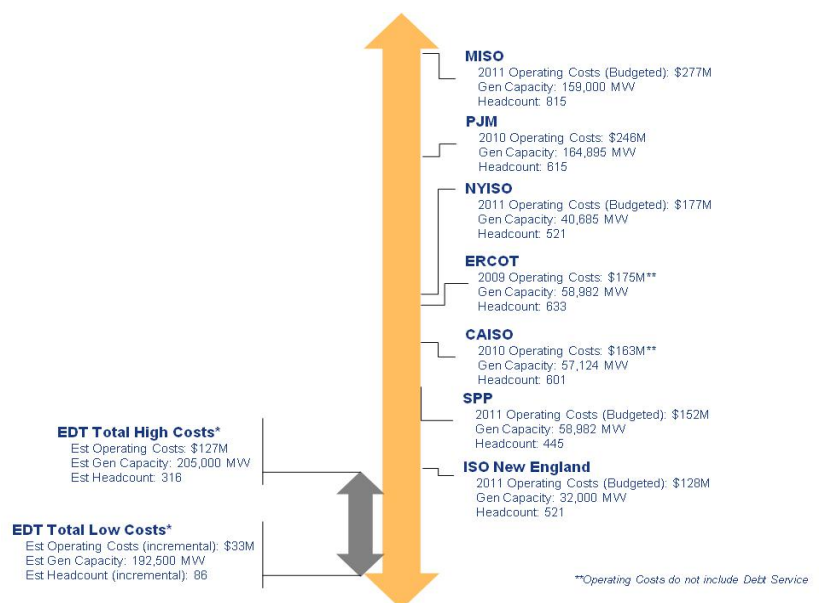 MISO
2011 Operating Costs (Budgeted): $277M
Gen Capacity: 159,000 MW
Headcount: 815
PJM
2010 Operating Costs: $246M
Gen Capacity: 164,895 MW
Headcount: 615
NYISO
2011 Operating Costs (Budgeted): $177M
Gen Capacity: 40,685 MW
Headcount: 521
ERCOT
2009 Operating Costs: $175M**
Gen Capacity: 58,982 MW
Headcount: 633
CAISO
2010 Operating Costs: $163M**
Gen Capacity: 57,124 MW
Headcount: 601
SPP
2011 Operating Costs (Budgeted): $152M
Gen Capacity: 58,982 MW
Headcount: 445
ISO New England
2011 Operating Costs (Budgeted): $128M
Gen Capacity: 32,000 MW
Headcount: 521
EDT Total High Costs*
Est Operating Costs: $127M
Est Gen Capacity: 205,000 MW
Est Headcount: 316
EDT Total Low Costs*
Est Operating Costs (incremental): $33M
Est Gen Capacity: 192,500 MW
Est Headcount (incremental): 86
**Operating Costs do not include Debt Service